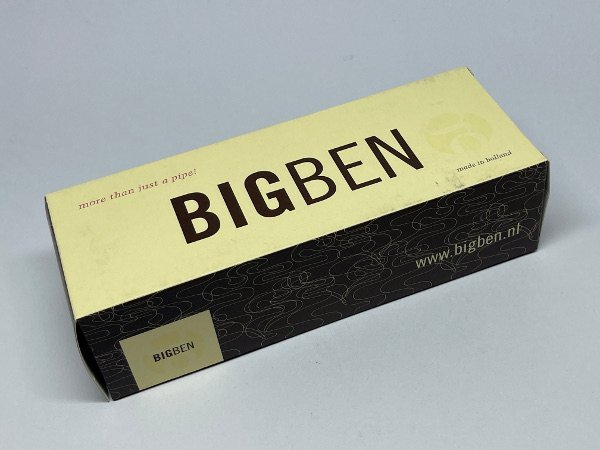 more than just a pipe!
BIGBEN
made in holland
www.bigben.nl
BIGBEN